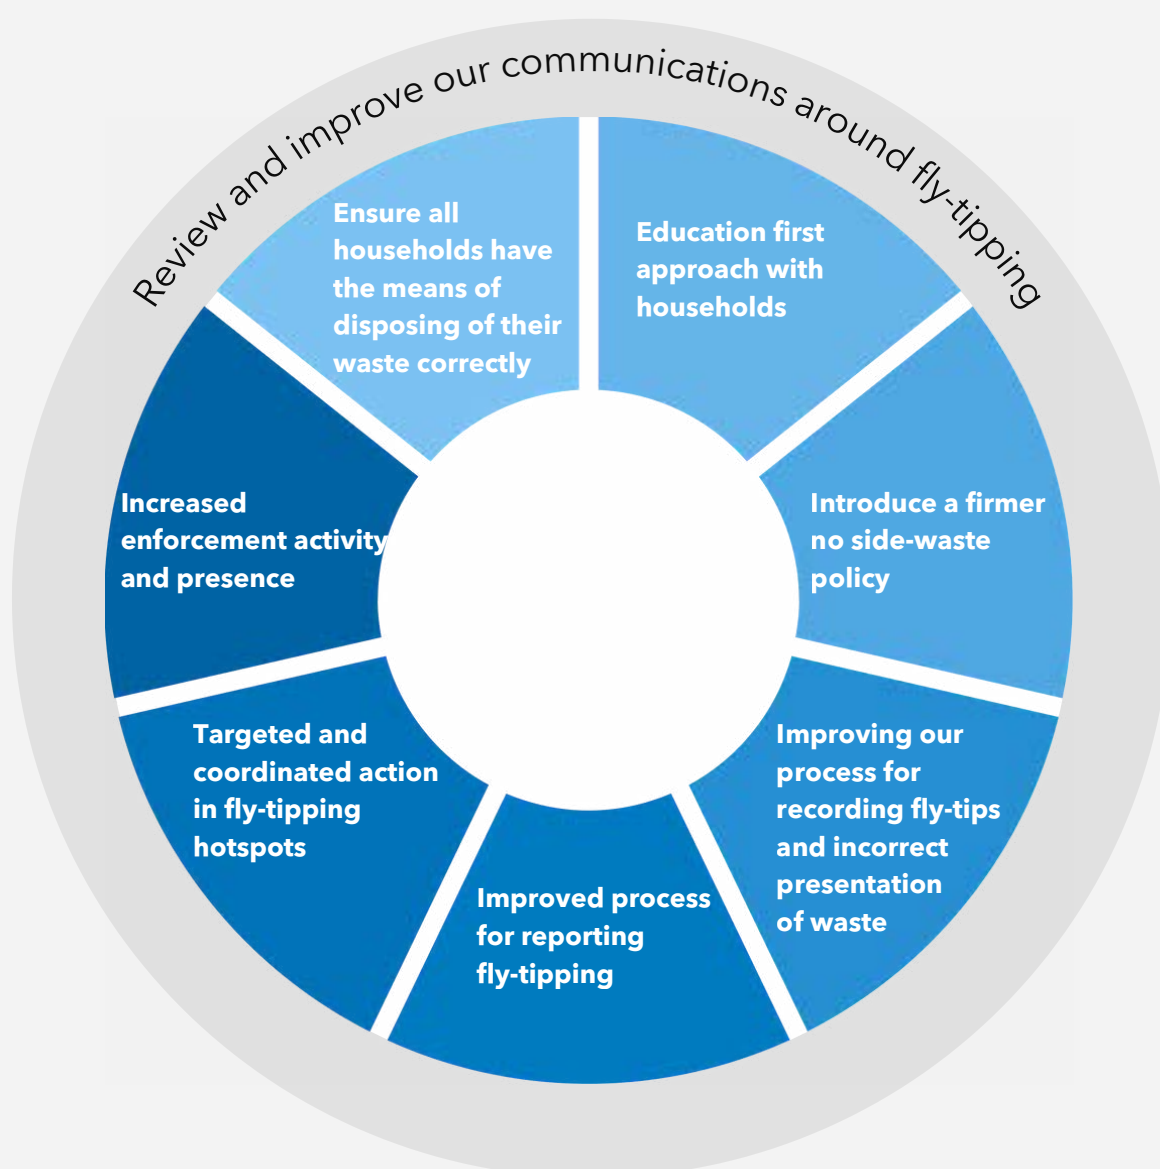 Review and improve our communications around fly-tipping
Ensure all
households have
the means of
disposing of their
waste correctly
Education first
approach with
households
Introduce a firmer
no side-waste
policy
Improving our
process for
recording fly-tips
and incorrect
presentation
of waste
Improved process
for reporting
fly-tipping
Targeted and
coordinated action
in fly-tipping
hotspots
Increased
enforcement activity
and presence